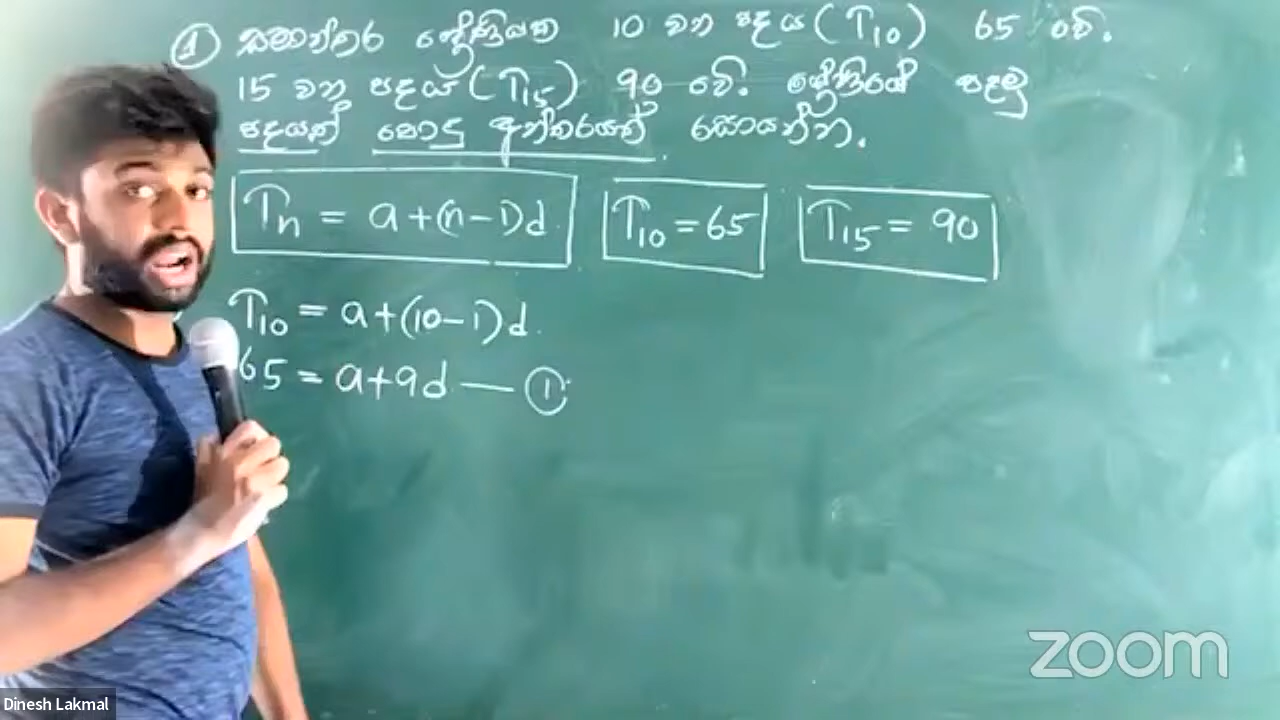 ① සමාන්තර ශ්‍රේණියක 10 වන පදය (T₁₀) 65 වේ.
15 වන පදය (T₁₅) 90 වේ. ශ්‍රේණියේ පළමු
පදයත් පොදු අන්තරයත් සොයන්න.
Tₙ = a+(n-1)d T₁₀ = 65 T₁₅ = 90
T₁₀ = a+(10-1)d
65 = a+9d — ①
zoom
Dinesh Lakmal